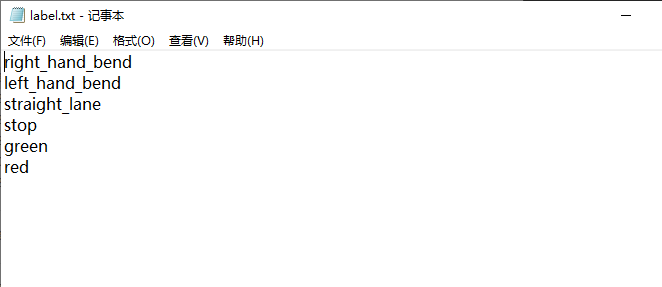 label.txt - 记事本
文件(F) 编辑(E) 格式(O) 查看(V) 帮助(H)
right_hand_bend
left_hand_bend
straight_lane
stop
green
red